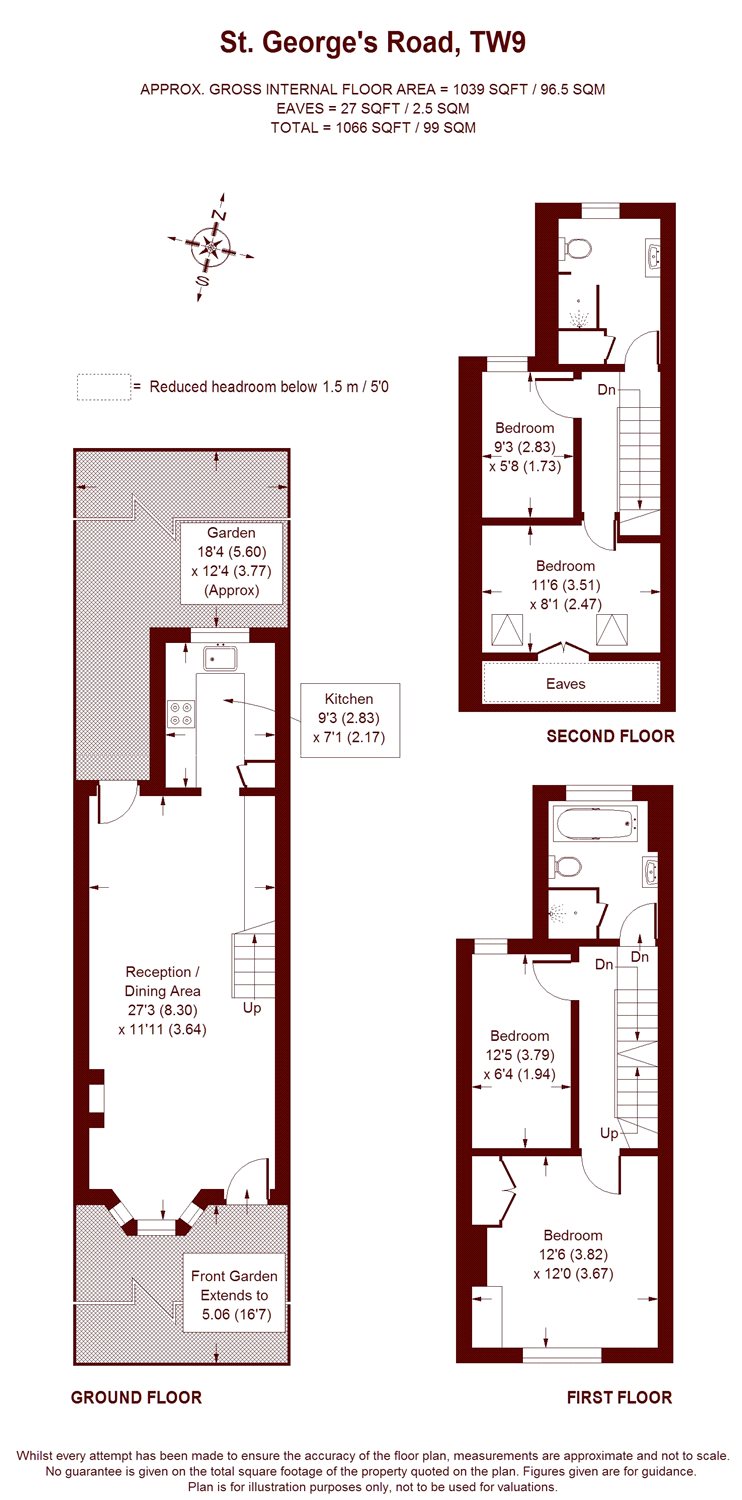 St. George's Road, TW9
APPROX. GROSS INTERNAL FLOOR AREA = 1039 SQFT / 96.5 SQM
EAVES = 27 SQFT / 2.5 SQM
TOTAL = 1066 SQFT / 99 SQM
N
S
= Reduced headroom below 1.5 m / 5'0
Dn
Bedroom
9'3 (2.83)
x 5'8 (1.73)
Bedroom
11'6 (3.51)
x 8'1 (2.47)
Eaves
SECOND FLOOR
Garden
18'4 (5.60)
x 12'4 (3.77)
(Approx)
Kitchen
9'3 (2.83)
x 7'1 (2.17)
Reception /
Dining Area
27'3 (8.30)
x 11'11 (3.64)
Up
Front Garden
Extends to
5.06 (16'7)
GROUND FLOOR
Dn
Dn
Bedroom
12'5 (3.79)
x 6'4 (1.94)
Up
Bedroom
12'6 (3.82)
x 12'0 (3.67)
FIRST FLOOR
Whilst every attempt has been made to ensure the accuracy of the floor plan, measurements are approximate and not to scale.
No guarantee is given on the total square footage of the property quoted on the plan. Figures given are for guidance.
Plan is for illustration purposes only, not to be used for valuations.